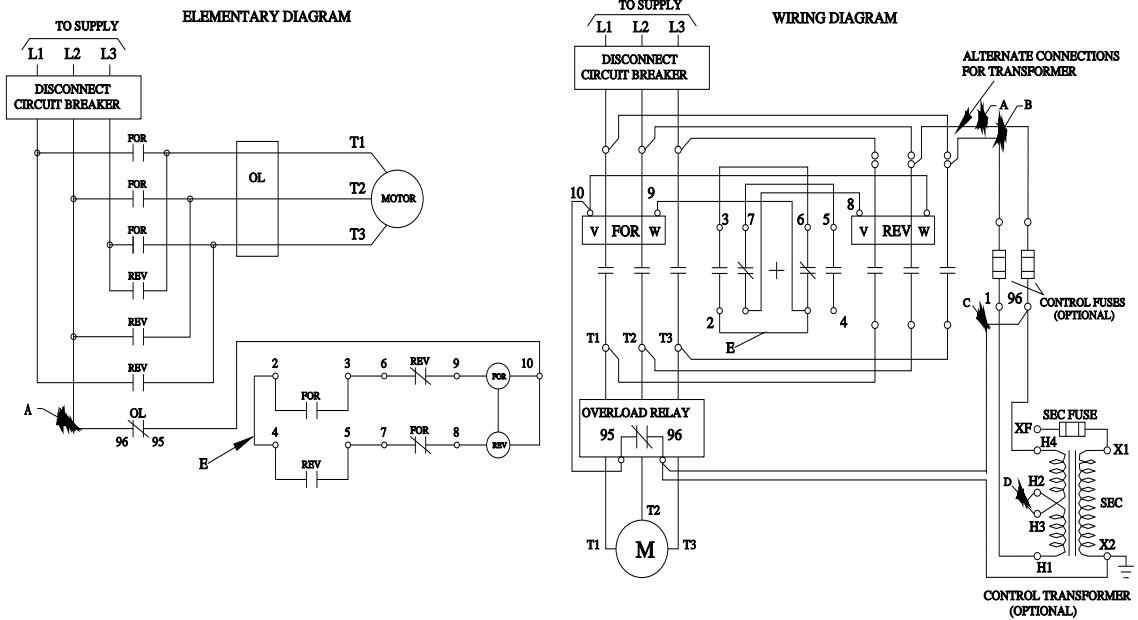 ELEMENTARY DIAGRAM
TO SUPPLY
L1 L2 L3
DISCONNECT
CIRCUIT BREAKER
FOR
T1
OL
FOR
T2
MOTOR
FOR
T3
REV
REV
REV
A
OL
96 95
2 3 6 REV 9 10
FOR
FOR
4 5 7 FOR 8
REV
REV
E
WIRING DIAGRAM
TO SUPPLY
L1 L2 L3
DISCONNECT
CIRCUIT BREAKER
ALTERNATE CONNECTIONS
FOR TRANSFORMER
A B
10 9 8
3 7 6 5
V FOR W
V REV W
2 4
E
C 1 96
CONTROL FUSES
(OPTIONAL)
T1 T2 T3
OVERLOAD RELAY
95 96
SEC FUSE
XF
H4 X1
D H2
SEC
H3
T2
T1 M T3
X2
H1
CONTROL TRANSFORMER
(OPTIONAL)